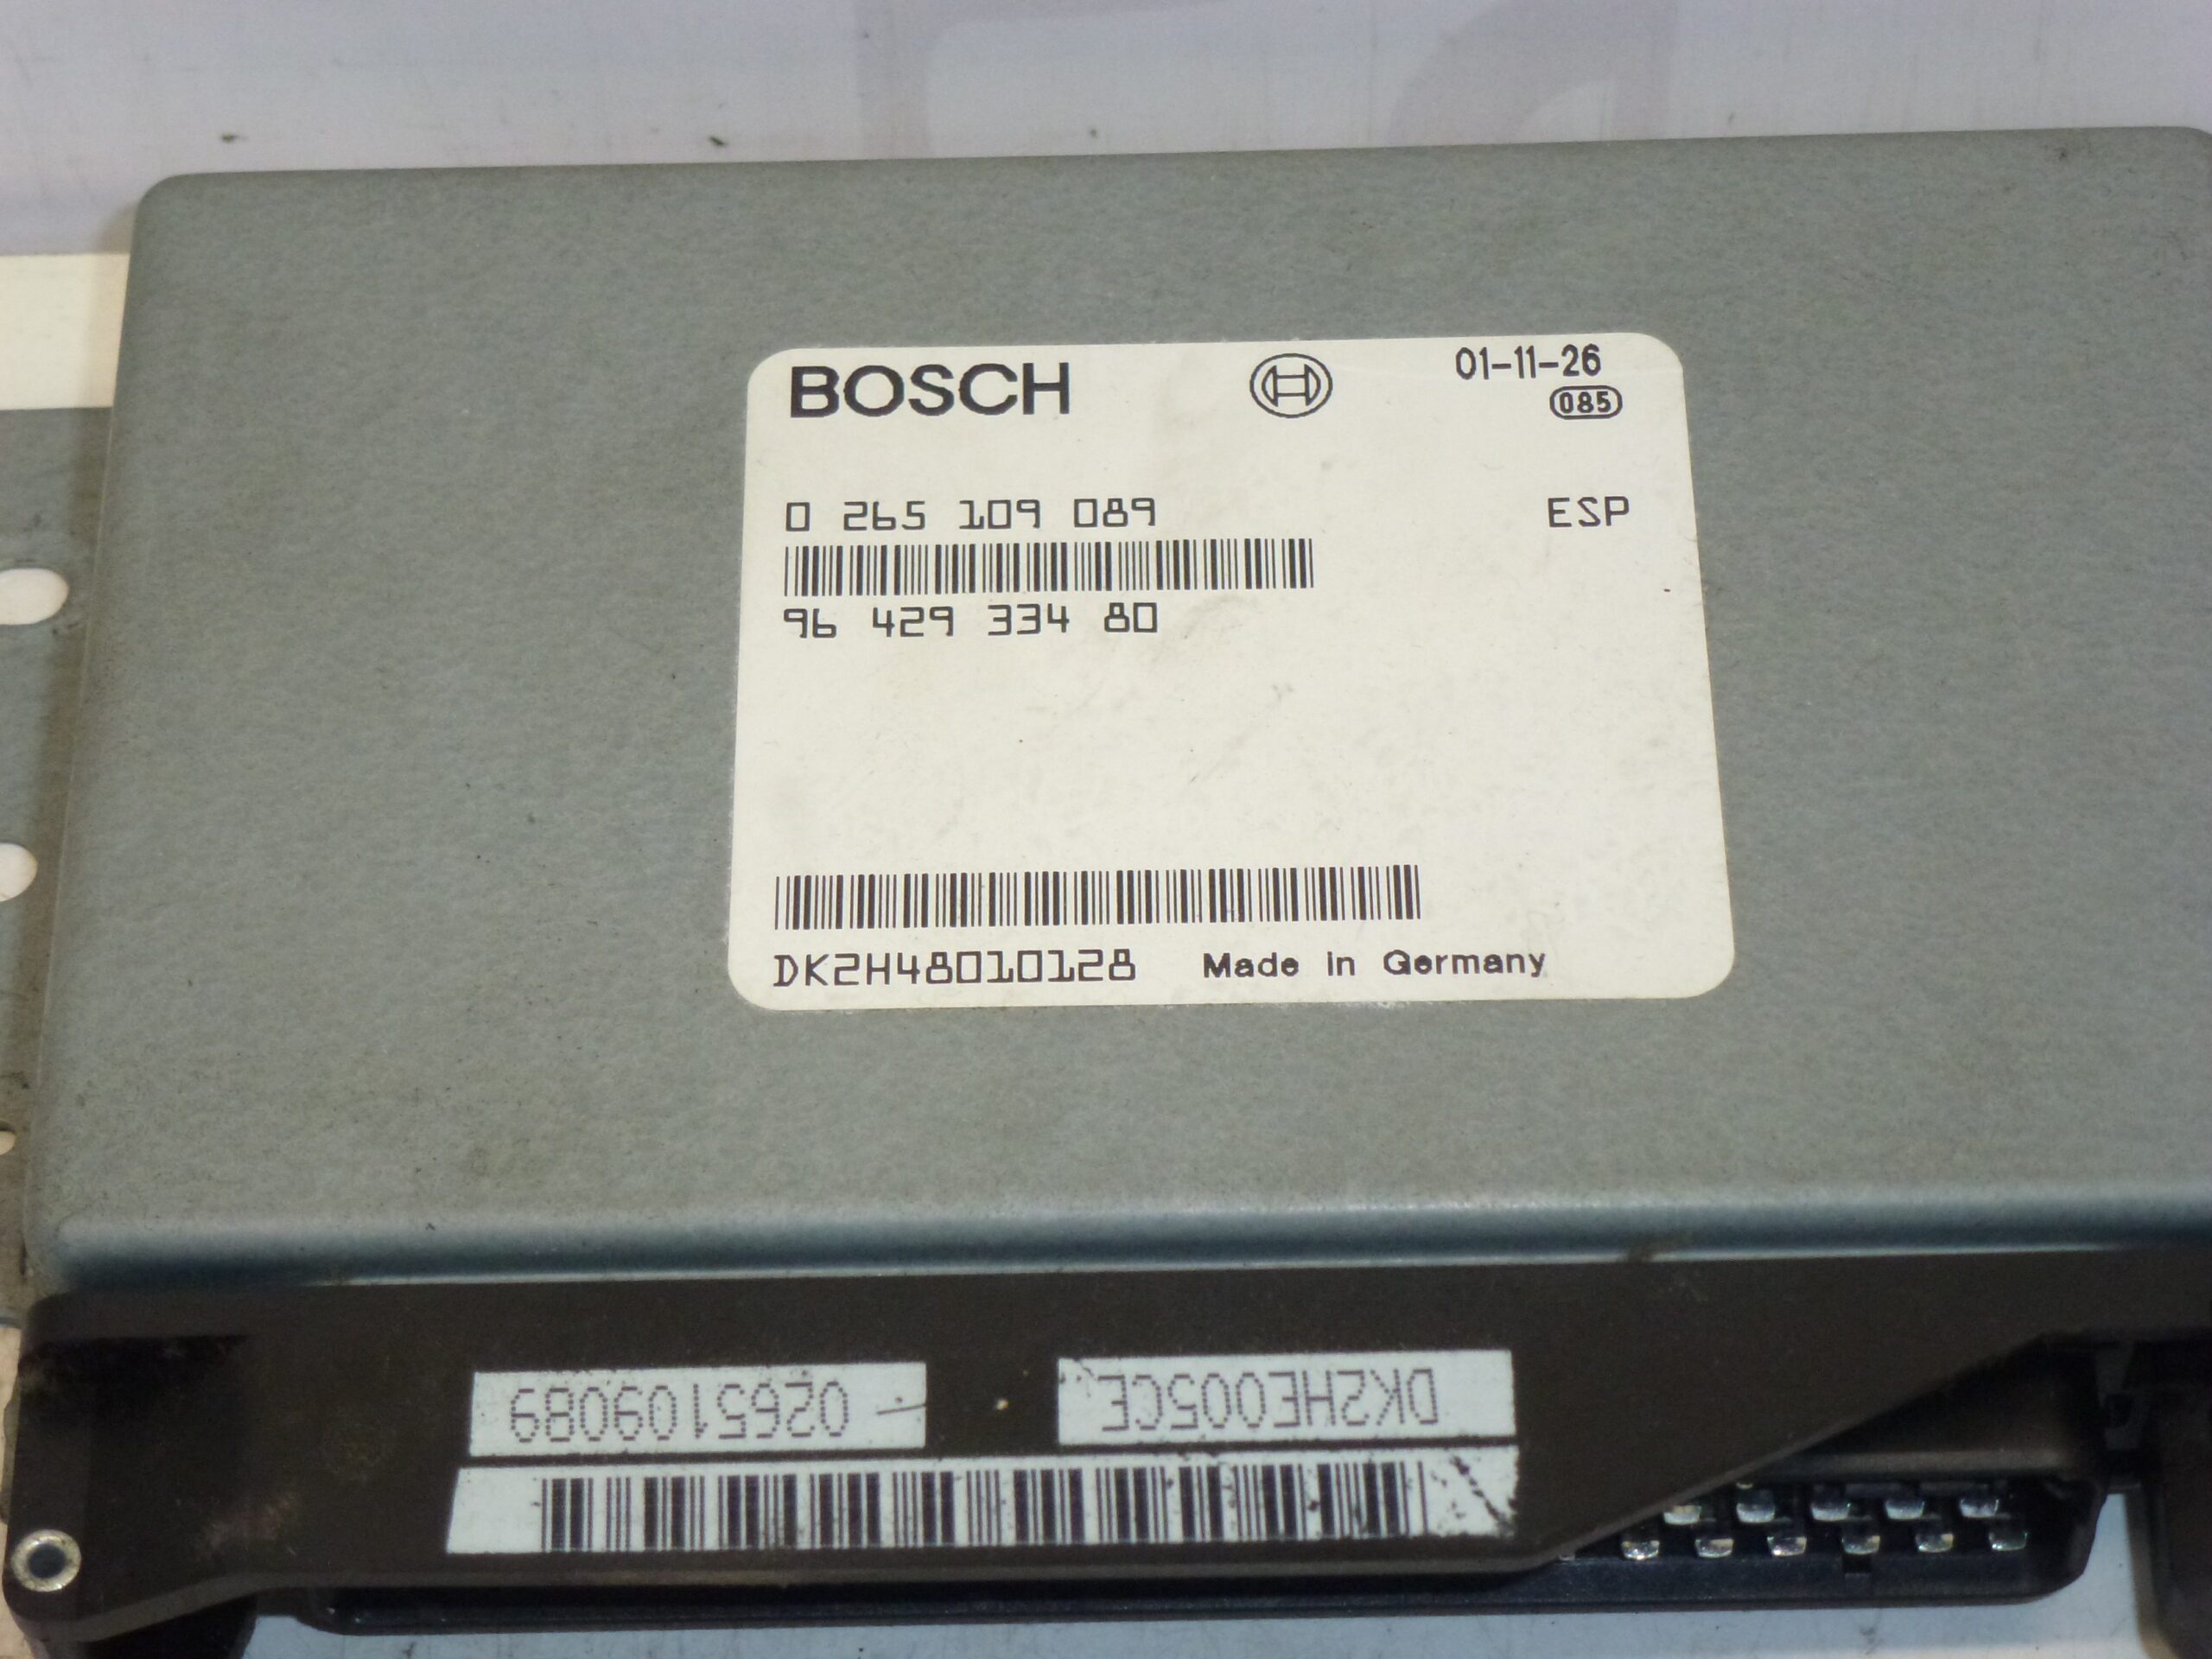 BOSCH 01-11-26
085
0 265 109 089 ESP
96 429 334 80
DK2H48010128 Made in Germany
0265109089 DK2HE005CE